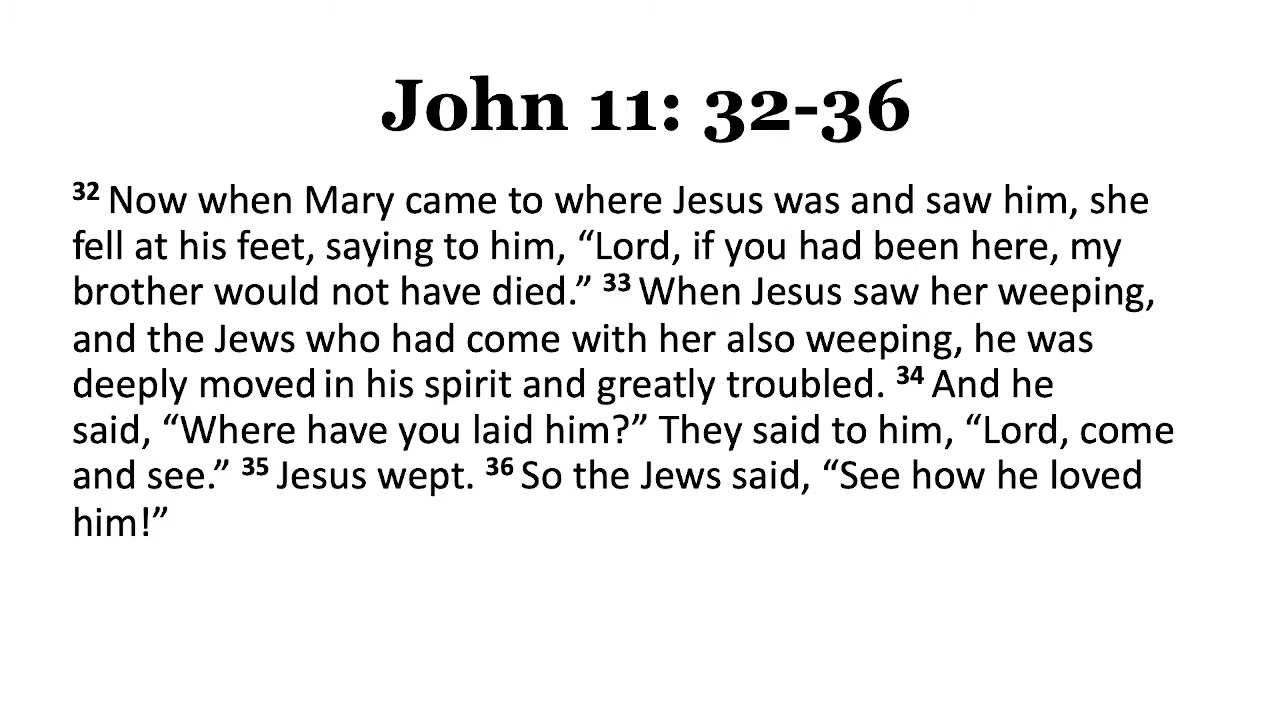 John 11: 32-36
32 Now when Mary came to where Jesus was and saw him, she
fell at his feet, saying to him, “Lord, if you had been here, my
brother would not have died.” 33 When Jesus saw her weeping,
and the Jews who had come with her also weeping, he was
deeply moved in his spirit and greatly troubled. 34 And he
said, “Where have you laid him?” They said to him, “Lord, come
and see.” 35 Jesus wept. 36 So the Jews said, “See how he loved
him!”